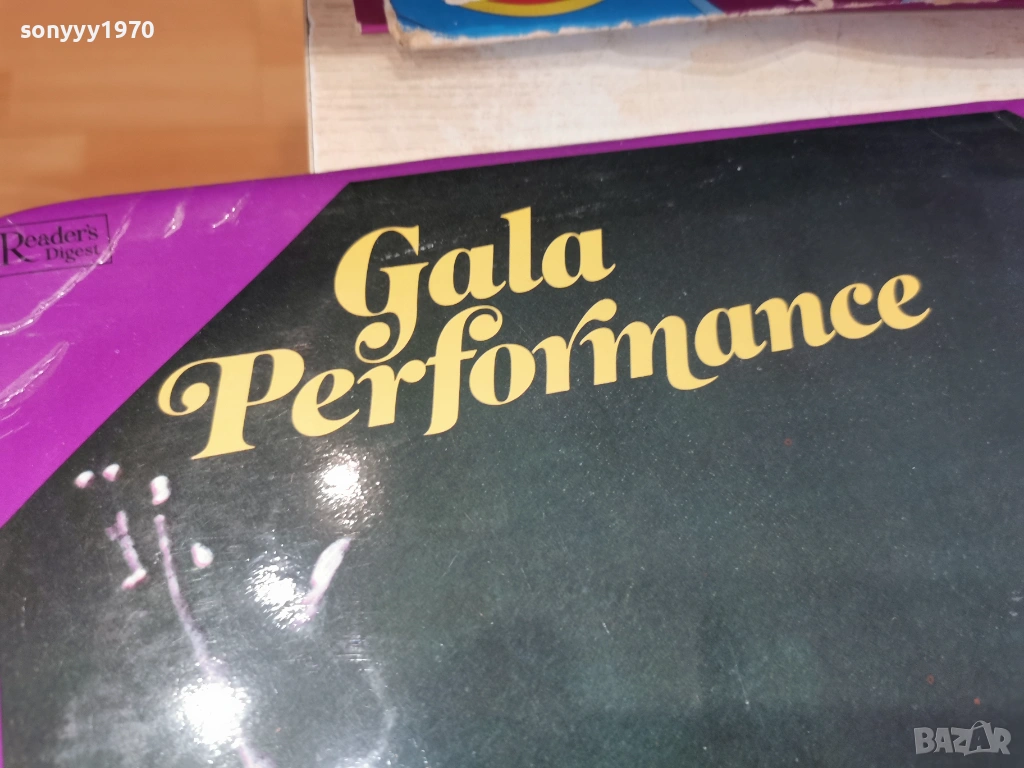 sonyyy1970
Reader's
Digest
Gala
Performance
BAZAR